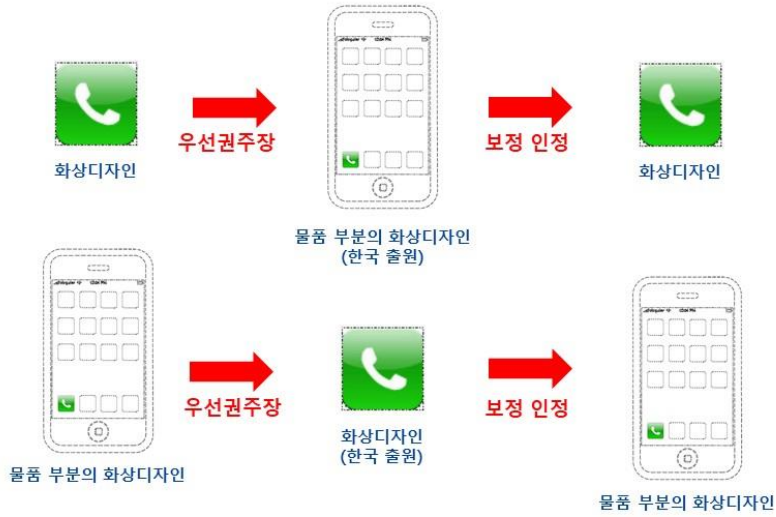 우선권주장
보정 인정
화상디자인
화상디자인
물품 부분의 화상디자인
(한국 출원)
우선권주장
보정 인정
화상디자인
(한국 출원)
물품 부분의 화상디자인
물품 부분의 화상디자인